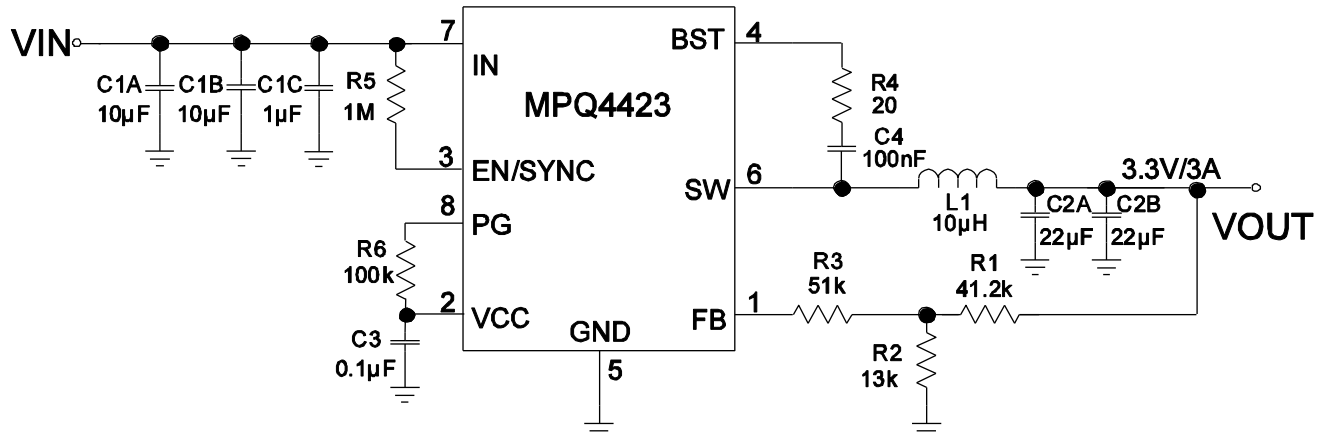 VIN
C1A
10µF
C1B
10µF
C1C
1µF
R5
1M
7
IN
3
EN/SYNC
8
PG
R6
100k
2
VCC
C3
0.1µF
MPQ4423
GND
5
BST
4
R4
20
C4
100nF
SW
6
L1
10µH
3.3V/3A
C2A
22µF
C2B
22µF
VOUT
FB
1
R3
51k
R1
41.2k
R2
13k